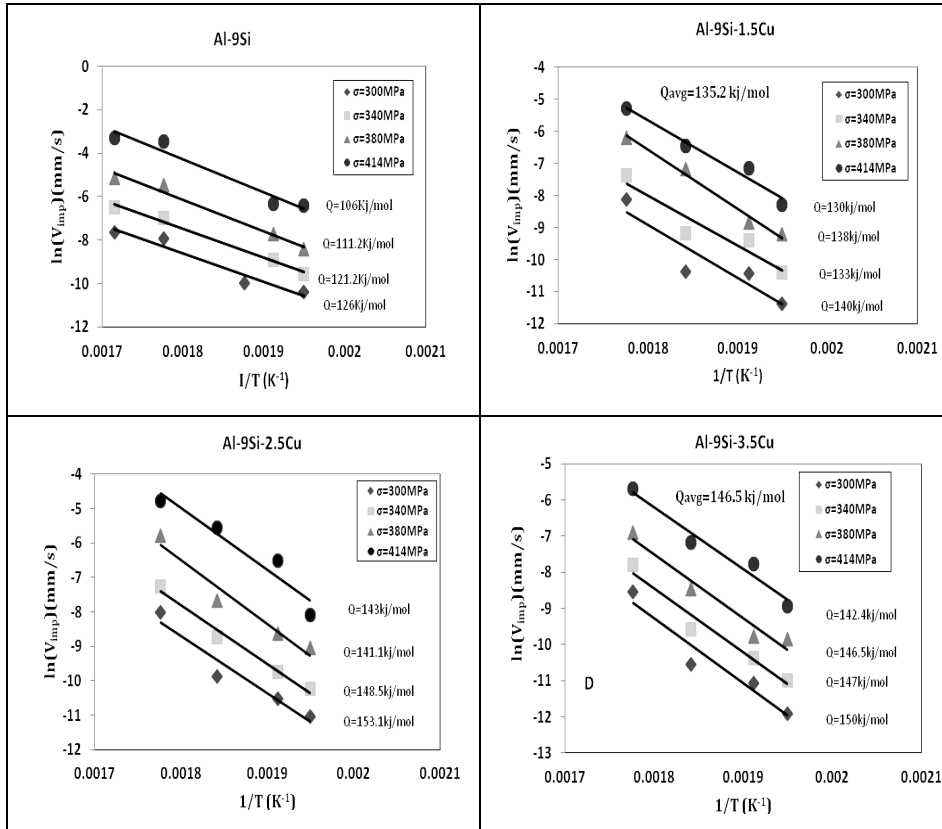 Al-9Si
σ=300MPa
σ=340MPa
σ=380MPa
σ=414MPa
0
-2
-4
-6
-8
-10
-12
ln(Vimp)(mm/s)
Q=106Kj/mol
Q=111.2Kj/mol
Q=121.2Kj/mol
Q=126Kj/mol
0.0017 0.0018 0.0019 0.002 0.0021
I/T (K-1)
Al-9Si-1.5Cu
Qavg=135.2 kj/mol
σ=300MPa
σ=340MPa
σ=380MPa
σ=414MPa
-4
-5
-6
-7
-8
-9
-10
-11
-12
ln(Vimp)(mm/s)
Q=130kj/mol
Q=138kj/mol
Q=133kj/mol
Q=140kj/mol
0.0017 0.0018 0.0019 0.002 0.0021
1/T (K-1)
Al-9Si-2.5Cu
σ=300MPa
σ=340MPa
σ=380MPa
σ=414MPa
-4
-5
-6
-7
-8
-9
-10
-11
-12
ln(Vimp)(mm/s)
Q=143kj/mol
Q=141.1kj/mol
Q=148.5kj/mol
Q=153.1kj/mol
0.0017 0.0018 0.0019 0.002 0.0021
1/T (K-1)
Al-9Si-3.5Cu
Qavg=146.5 kj/mol
σ=300MPa
σ=340MPa
σ=380MPa
σ=414MPa
-5
-6
-7
-8
-9
-10
-11
-12
-13
ln(Vimp)(mm/s)
D
Q=142.4kj/mol
Q=146.5kj/mol
Q=147kj/mol
Q=150kj/mol
0.0017 0.0018 0.0019 0.002 0.0021
1/T (K-1)